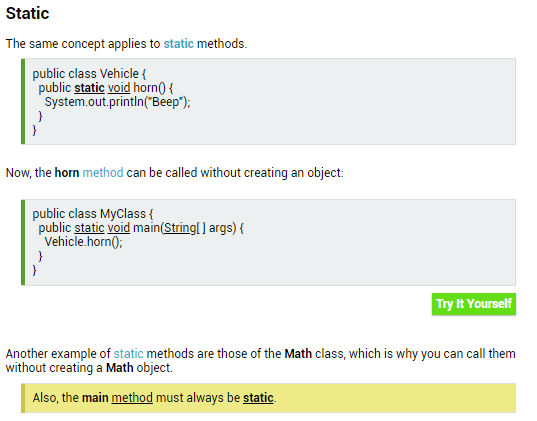 Static
The same concept applies to static methods.
public class Vehicle {
public static void horn() {
System.out.println("Beep");
}
}
Now, the horn method can be called without creating an object:
public class MyClass {
public static void main(String[ ] args) {
Vehicle.horn();
}
}
Try It Yourself
Another example of static methods are those of the Math class, which is why you can call them
without creating a Math object.
Also, the main method must always be static.